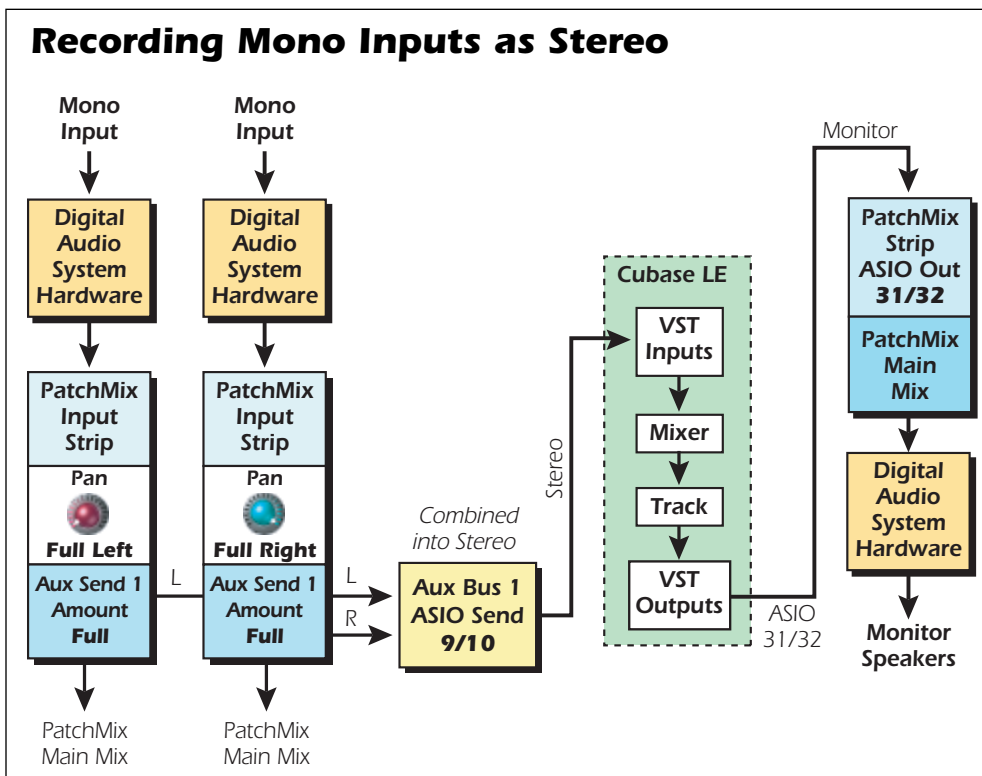 Recording Mono Inputs as Stereo
Mono
Input
Digital
Audio
System
Hardware
PatchMix
Input
Strip
Pan
Full Left
Aux Send 1
Amount
Full
PatchMix
Main Mix
L
Mono
Input
Digital
Audio
System
Hardware
PatchMix
Input
Strip
Pan
Full Right
Aux Send 1
Amount
Full
PatchMix
Main Mix
L
R
Combined
into Stereo
Aux Bus 1
ASIO Send
9/10
Stereo
Cubase LE
VST
Inputs
Mixer
Track
VST
Outputs
ASIO
31/32
Monitor
PatchMix
Strip
ASIO Out
31/32
PatchMix
Main
Mix
Digital
Audio
System
Hardware
Monitor
Speakers